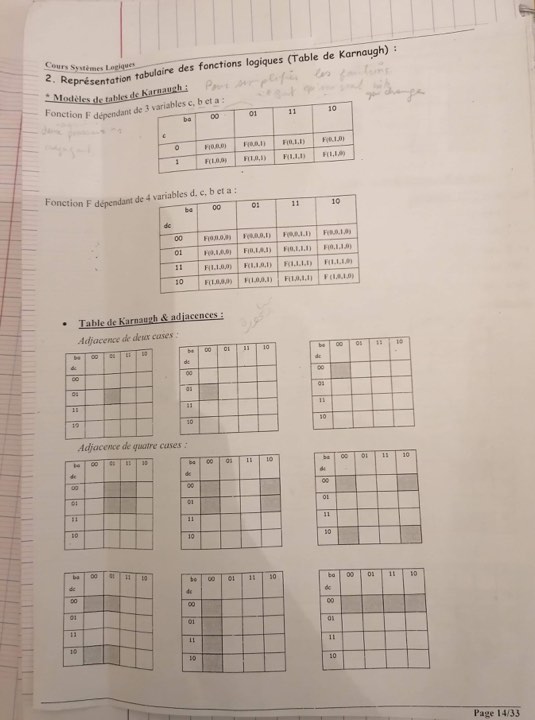 Cours Systèmes Logiques
2. Représentation tabulaire des fonctions logiques (Table de Karnaugh) :
* Modèles de tables de Karnaugh :
Fonction F dépendant de 3 variables c, b et a :
ba 00 01 11 10
c
0 F(0,0,0) F(0,0,1) F(0,1,1) F(0,1,0)
1 F(1,0,0) F(1,0,1) F(1,1,1) F(1,1,0)
Fonction F dépendant de 4 variables d, c, b et a :
ba 00 01 11 10
dc
00 F(0,0,0,0) F(0,0,0,1) F(0,0,1,1) F(0,0,1,0)
01 F(0,1,0,0) F(0,1,0,1) F(0,1,1,1) F(0,1,1,0)
11 F(1,1,0,0) F(1,1,0,1) F(1,1,1,1) F(1,1,1,0)
10 F(1,0,0,0) F(1,0,0,1) F(1,0,1,1) F (1,0,1,0)
• Table de Karnaugh & adjacences :
Adjacence de deux cases :
ba 00 01 11 10
dc
00
01
11
10
ba 00 01 11 10
dc
00
01
11
10
ba 00 01 11 10
dc
00
01
11
10
Adjacence de quatre cases :
ba 00 01 11 10
dc
00
01
11
10
ba 00 01 11 10
dc
00
01
11
10
ba 00 01 11 10
dc
00
01
11
10
ba 00 01 11 10
dc
00
01
11
10
ba 00 01 11 10
dc
00
01
11
10
ba 00 01 11 10
dc
00
01
11
10
Page 14/33